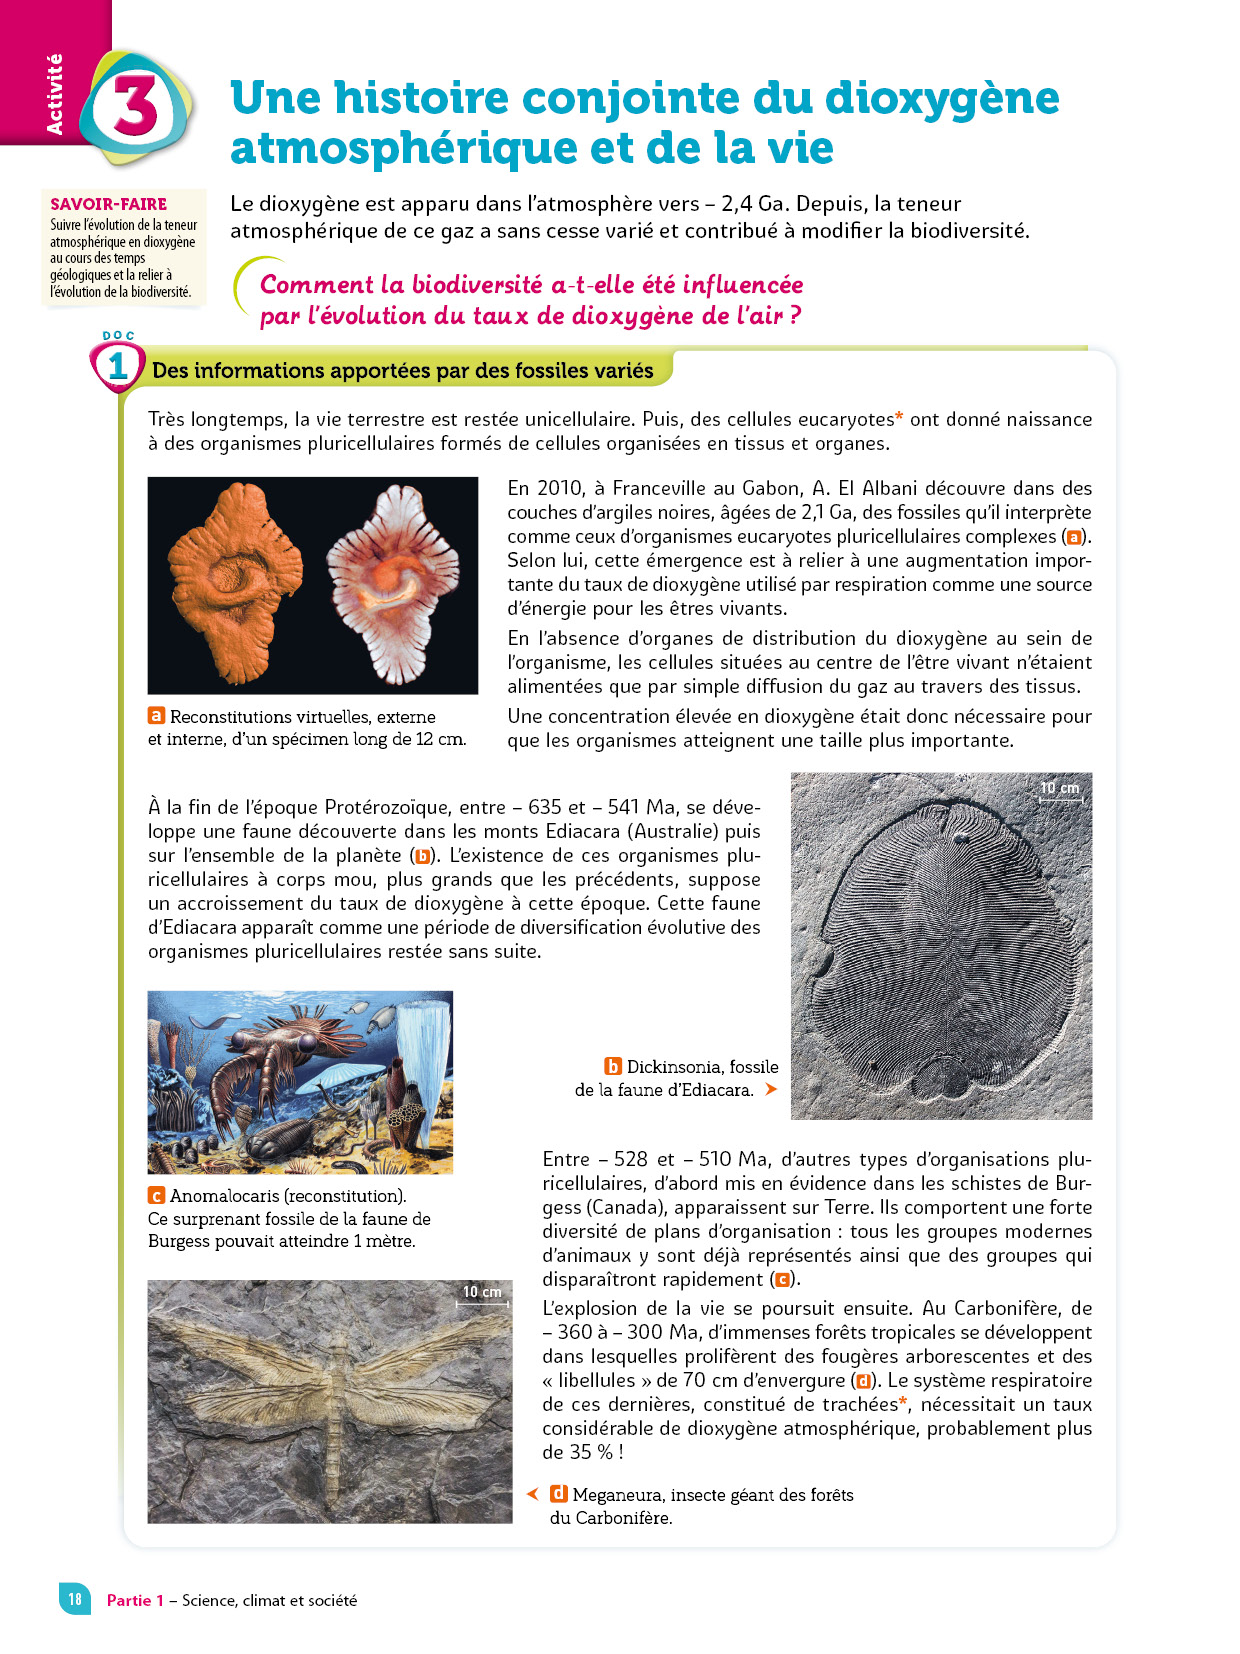 Activité
3
Une histoire conjointe du dioxygène
atmosphérique et de la vie
SAVOIR-FAIRE
Suivre l'évolution de la teneur
atmosphérique en dioxygène
au cours des temps
géologiques et la relier à
l'évolution de la biodiversité.
Le dioxygène est apparu dans l'atmosphère vers – 2,4 Ga. Depuis, la teneur
atmosphérique de ce gaz a sans cesse varié et contribué à modifier la biodiversité.
Comment la biodiversité a-t-elle été influencée
par l'évolution du taux de dioxygène de l'air ?
DOC
1
Des informations apportées par des fossiles variés
Très longtemps, la vie terrestre est restée unicellulaire. Puis, des cellules eucaryotes* ont donné naissance
à des organismes pluricellulaires formés de cellules organisées en tissus et organes.
En 2010, à Franceville au Gabon, A. El Albani découvre dans des
couches d'argiles noires, âgées de 2,1 Ga, des fossiles qu'il interprète
comme ceux d'organismes eucaryotes pluricellulaires complexes (a).
Selon lui, cette émergence est à relier à une augmentation impor-
tante du taux de dioxygène utilisé par respiration comme une source
d'énergie pour les êtres vivants.
En l'absence d'organes de distribution du dioxygène au sein de
l'organisme, les cellules situées au centre de l'être vivant n'étaient
alimentées que par simple diffusion du gaz au travers des tissus.
Une concentration élevée en dioxygène était donc nécessaire pour
que les organismes atteignent une taille plus importante.
a Reconstitutions virtuelles, externe
et interne, d'un spécimen long de 12 cm.
À la fin de l'époque Protérozoïque, entre – 635 et – 541 Ma, se déve-
loppe une faune découverte dans les monts Ediacara (Australie) puis
sur l'ensemble de la planète (b). L'existence de ces organismes plu-
ricellulaires à corps mou, plus grands que les précédents, suppose
un accroissement du taux de dioxygène à cette époque. Cette faune
d'Ediacara apparaît comme une période de diversification évolutive des
organismes pluricellulaires restée sans suite.
10 cm
b Dickinsonia, fossile
de la faune d'Ediacara.
c Anomalocaris (reconstitution).
Ce surprenant fossile de la faune de
Burgess pouvait atteindre 1 mètre.
Entre – 528 et – 510 Ma, d'autres types d'organisations plu-
ricellulaires, d'abord mis en évidence dans les schistes de Bur-
gess (Canada), apparaissent sur Terre. Ils comportent une forte
diversité de plans d'organisation : tous les groupes modernes
d'animaux y sont déjà représentés ainsi que des groupes qui
disparaîtront rapidement (c).
L'explosion de la vie se poursuit ensuite. Au Carbonifère, de
– 360 à – 300 Ma, d'immenses forêts tropicales se développent
dans lesquelles prolifèrent des fougères arborescentes et des
« libellules » de 70 cm d'envergure (d). Le système respiratoire
de ces dernières, constitué de trachées*, nécessitait un taux
considérable de dioxygène atmosphérique, probablement plus
de 35 % !
10 cm
d Meganeura, insecte géant des forêts
du Carbonifère.
18
Partie 1 – Science, climat et société